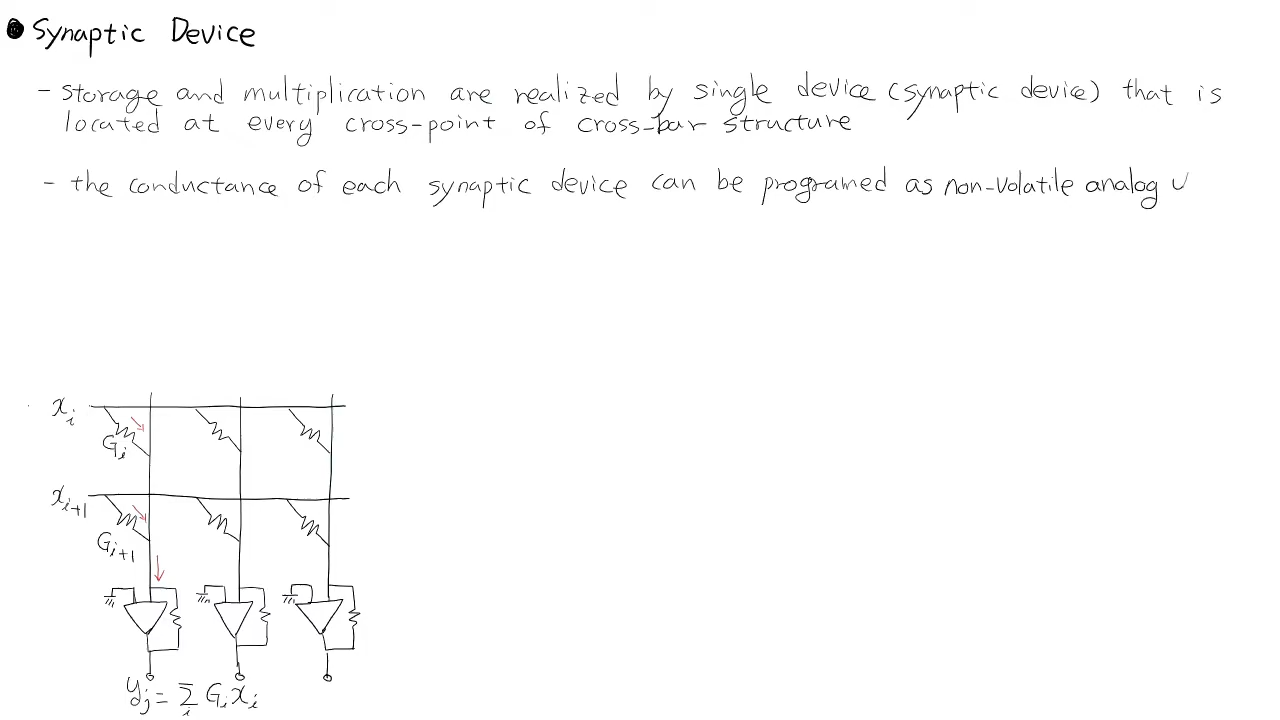 Synaptic Device
- storage and multiplication are realized by single device (synaptic device) that is
located at every cross-point of cross-bar structure
- the conductance of each synaptic device can be programed as non-volatile analog
x_i
G_i
x_{i+1}
G_{i+1}
y_j = Σ_i G_i x_i